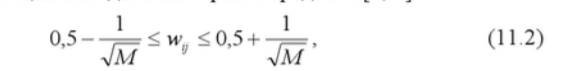 0,5 − 1/√M ≤ w_ij ≤ 0,5 + 1/√M ,    (11.2)